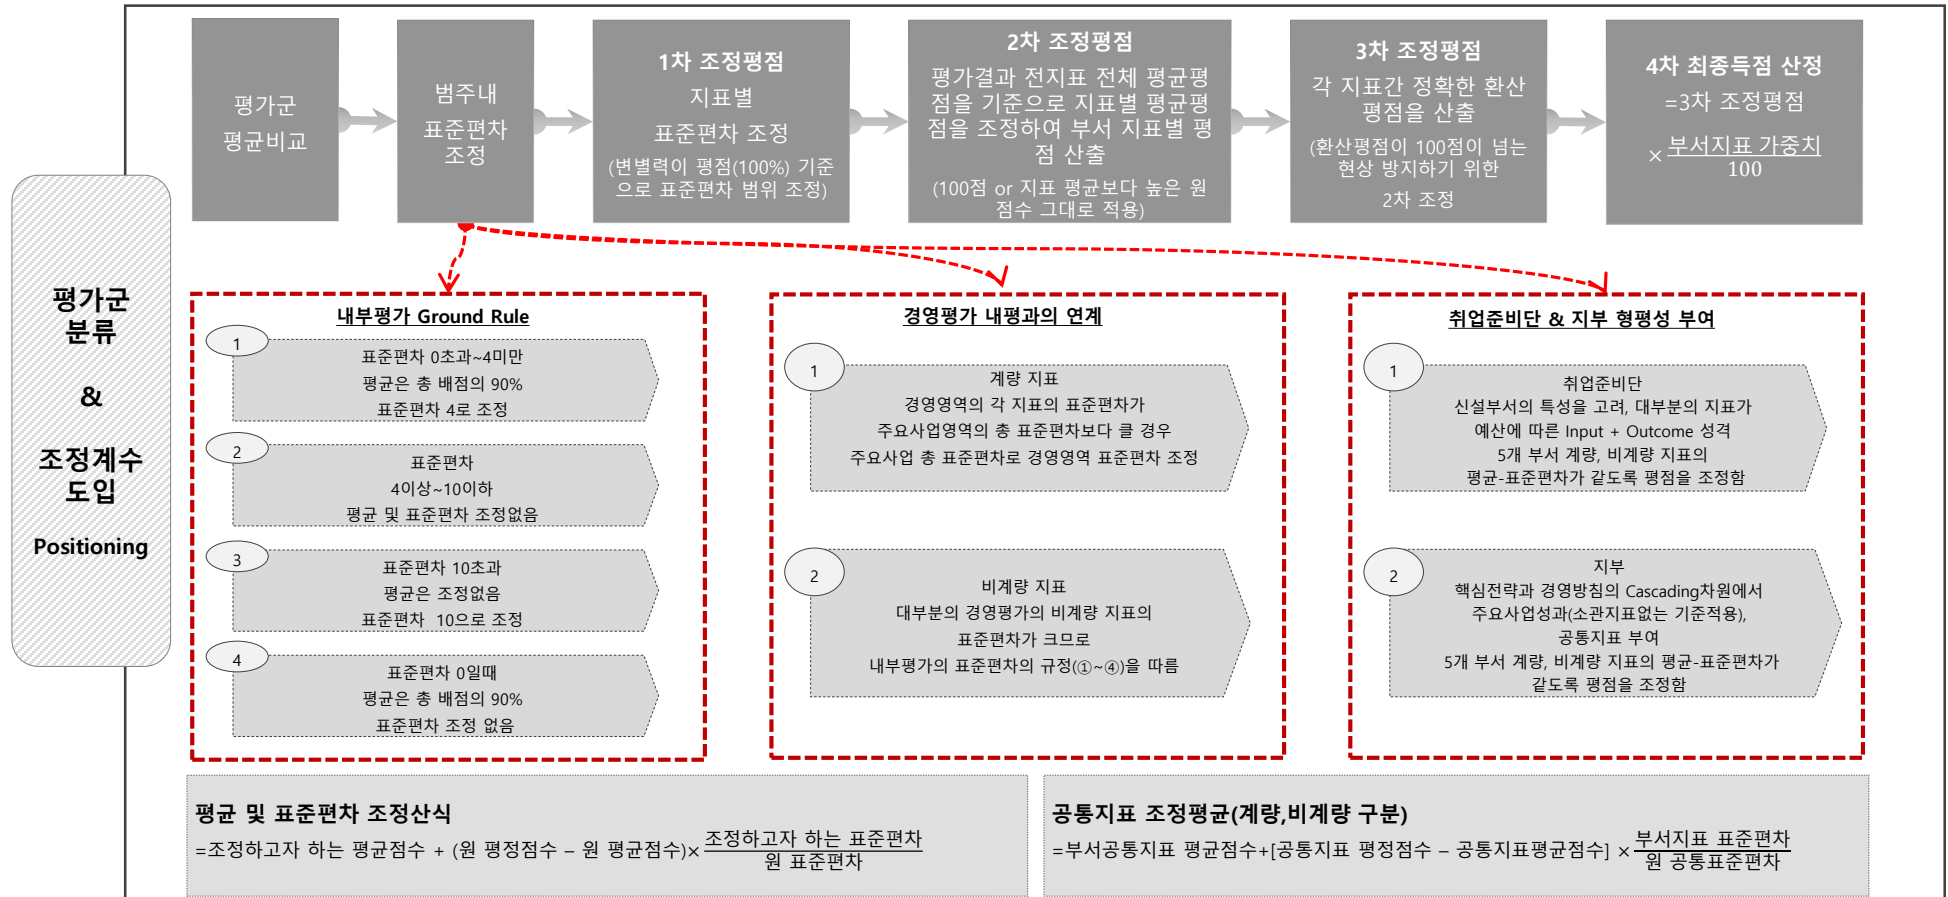 평가군
분류
&
조정계수
도입
Positioning
평가군
평균비교
범주내
표준편차
조정
1차 조정평점
지표별
표준편차 조정
(변별력이 평점(100%) 기준
으로 표준편차 범위 조정)
2차 조정평점
평가결과 전지표 전체 평균평
점을 기준으로 지표별 평균평
점을 조정하여 부서 지표별 평
점 산출
(100점 or 지표 평균보다 높은 원
점수 그대로 적용)
3차 조정평점
각 지표간 정확한 환산
평점을 산출
(환산평점이 100점이 넘는
현상 방지하기 위한
2차 조정
4차 최종득점 산정
=3차 조정평점
× 부서지표 가중치
100
내부평가 Ground Rule
1
표준편차 0초과~4미만
평균은 총 배점의 90%
표준편차 4로 조정
2
표준편차
4이상~10이하
평균 및 표준편차 조정없음
3
표준편차 10초과
평균은 조정없음
표준편차 10으로 조정
4
표준편차 0일때
평균은 총 배점의 90%
표준편차 조정 없음
경영평가 내평과의 연계
1
계량 지표
경영영역의 각 지표의 표준편차가
주요사업영역의 총 표준편차보다 클 경우
주요사업 총 표준편차로 경영영역 표준편차 조정
2
비계량 지표
대부분의 경영평가의 비계량 지표의
표준편차가 크므로
내부평가의 표준편차의 규정(①~④)을 따름
취업준비단 & 지부 형평성 부여
1
취업준비단
신설부서의 특성을 고려, 대부분의 지표가
예산에 따른 Input + Outcome 성격
5개 부서 계량, 비계량 지표의
평균-표준편차가 같도록 평점을 조정함
2
지부
핵심전략과 경영방침의 Cascading차원에서
주요사업성과(소관지표없는 기준적용),
공통지표 부여
5개 부서 계량, 비계량 지표의 평균-표준편차가
같도록 평점을 조정함
평균 및 표준편차 조정산식
=조정하고자 하는 평균점수 + (원 평정점수 – 원 평균점수)× 조정하고자 하는 표준편차
원 표준편차
공통지표 조정평균(계량,비계량 구분)
=부서공통지표 평균점수+[공통지표 평정점수 – 공통지표평균점수] × 부서지표 표준편차
원 공통표준편차